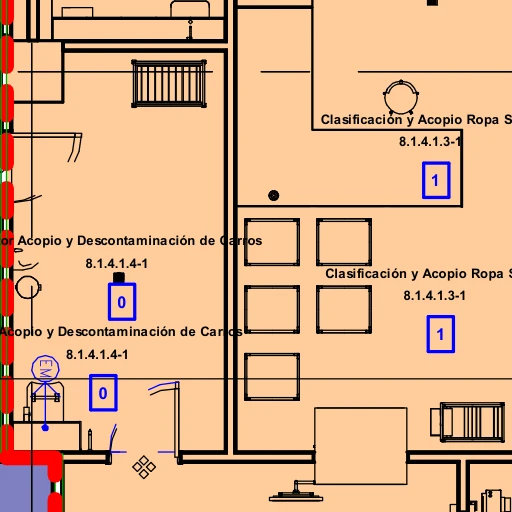 Clasificación y Acopio Ropa S
8.1.4.1.3-1
1
or Acopio y Descontaminación de Carros
8.1.4.1.4-1
0
Clasificación y Acopio Ropa S
8.1.4.1.3-1
1
Acopio y Descontaminación de Carros
8.1.4.1.4-1
0
EM